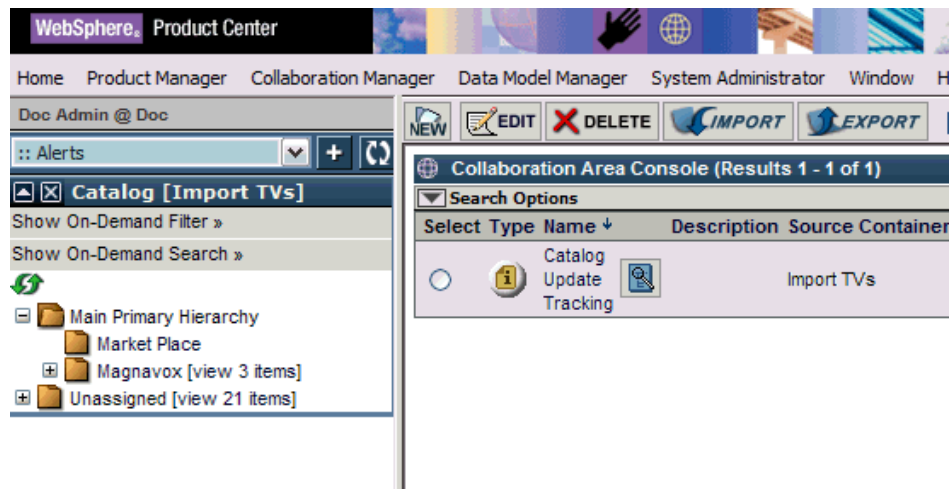 WebSphere® Product Center
Home Product Manager Collaboration Manager Data Model Manager System Administrator Window H
Doc Admin @ Doc
:: Alerts
Catalog [Import TVs]
Show On-Demand Filter »
Show On-Demand Search »
Main Primary Hierarchy
Market Place
Magnavox [view 3 items]
Unassigned [view 21 items]
NEW EDIT DELETE IMPORT EXPORT
Collaboration Area Console (Results 1 - 1 of 1)
Search Options
Select Type Name Description Source Container
Catalog
Update Import TVs
Tracking